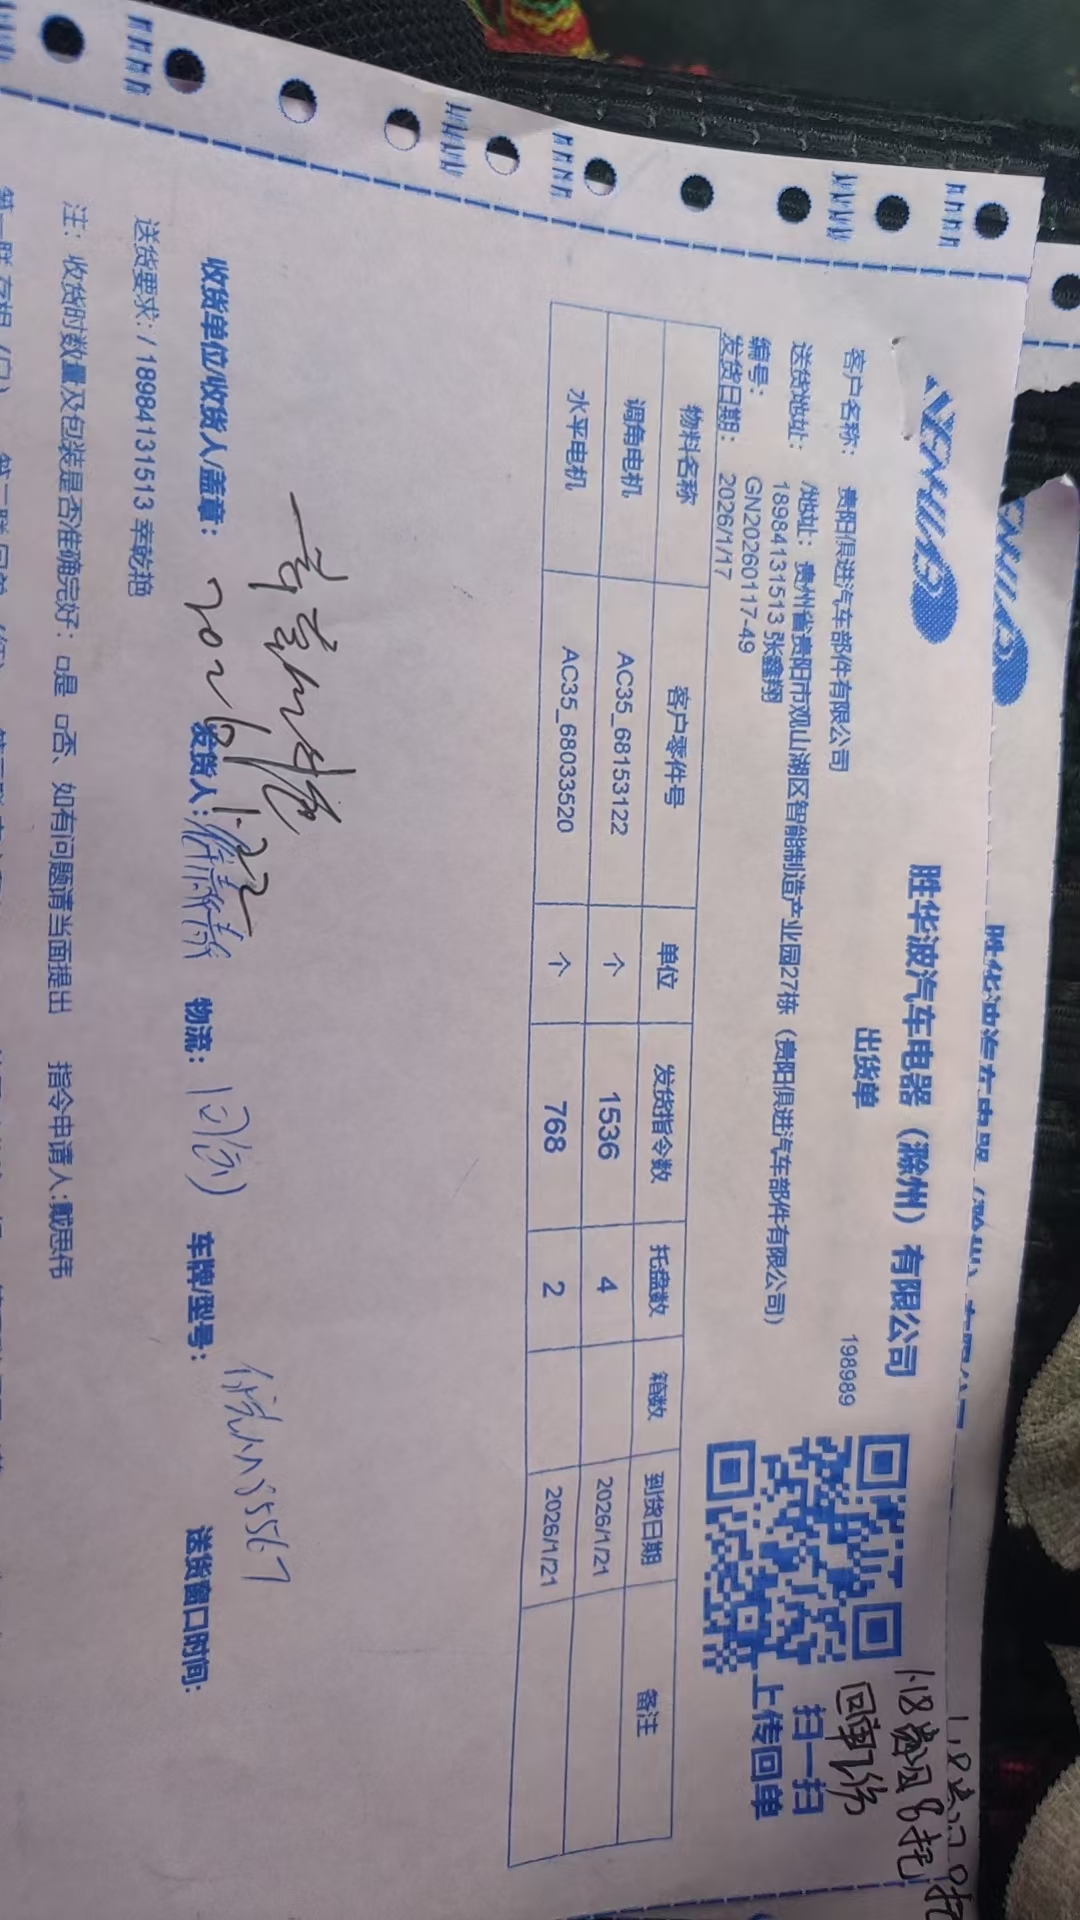 胜华波汽车电器（滁州）有限公司
出货单
198989
客户名称： 贵阳俱进汽车部件有限公司
送货地址： /地址：贵州省贵阳市观山湖区智能制造产业园27栋（贵阳俱进汽车部件有限公司）
18984131513 张鑫翔
编号： GN20260117-49
发货日期： 2026/1/17
扫一扫
上传回单
物料名称 客户零件号 单位 发货指令数 托盘数 箱数 到货日期 备注
调角电机 AC35_68153122 个 1536 4 2026/1/21
水平电机 AC35_68033520 个 768 2 2026/1/21
2026.1.22
收货单位/收货人/盖章： 发货人： 物流： 车牌/型号： 55567 送货窗口时间:
送货要求: / 18984131513 幸乾艳
注： 收货时数量及包装是否准确完好：□是 □否、如有问题请当面提出 指令申请人:戴思伟